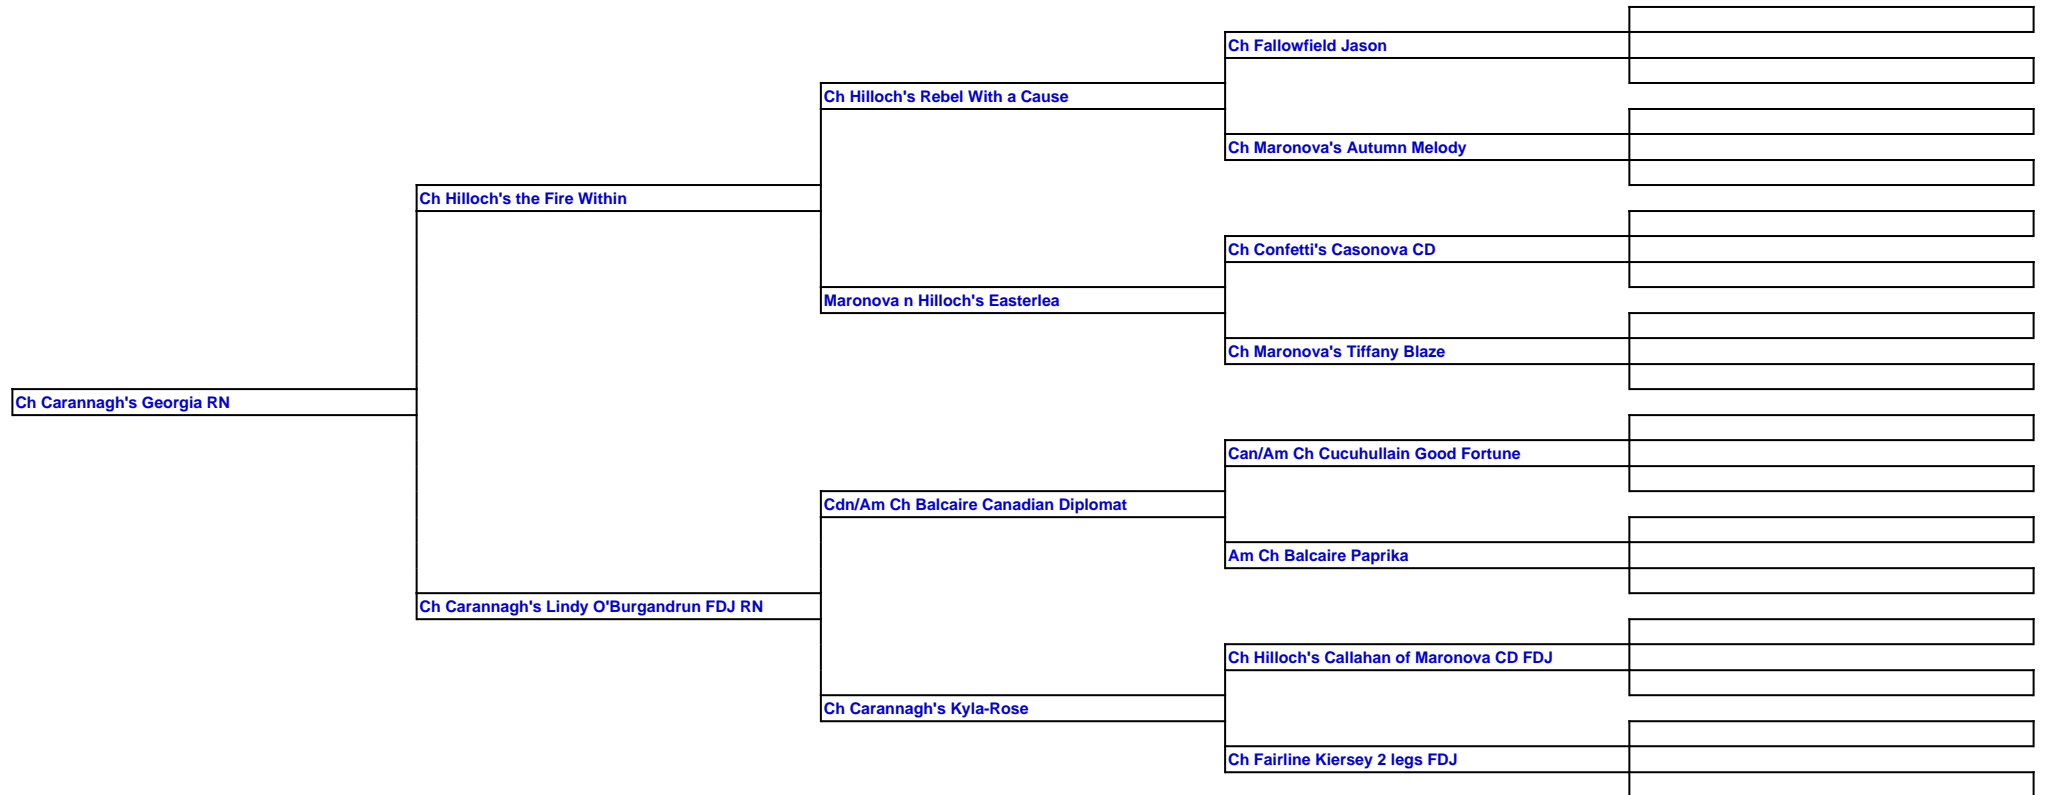 Ch Fallowfield Jason
Ch Hilloch's Rebel With a Cause
Ch Maronova's Autumn Melody
Ch Hilloch's the Fire Within
Ch Confetti's Casonova CD
Maronova n Hilloch's Easterlea
Ch Maronova's Tiffany Blaze
Ch Carannagh's Georgia RN
Can/Am Ch Cucuhullain Good Fortune
Cdn/Am Ch Balcaire Canadian Diplomat
Am Ch Balcaire Paprika
Ch Carannagh's Lindy O'Burgandrun FDJ RN
Ch Hilloch's Callahan of Maronova CD FDJ
Ch Carannagh's Kyla-Rose
Ch Fairline Kiersey 2 legs FDJ